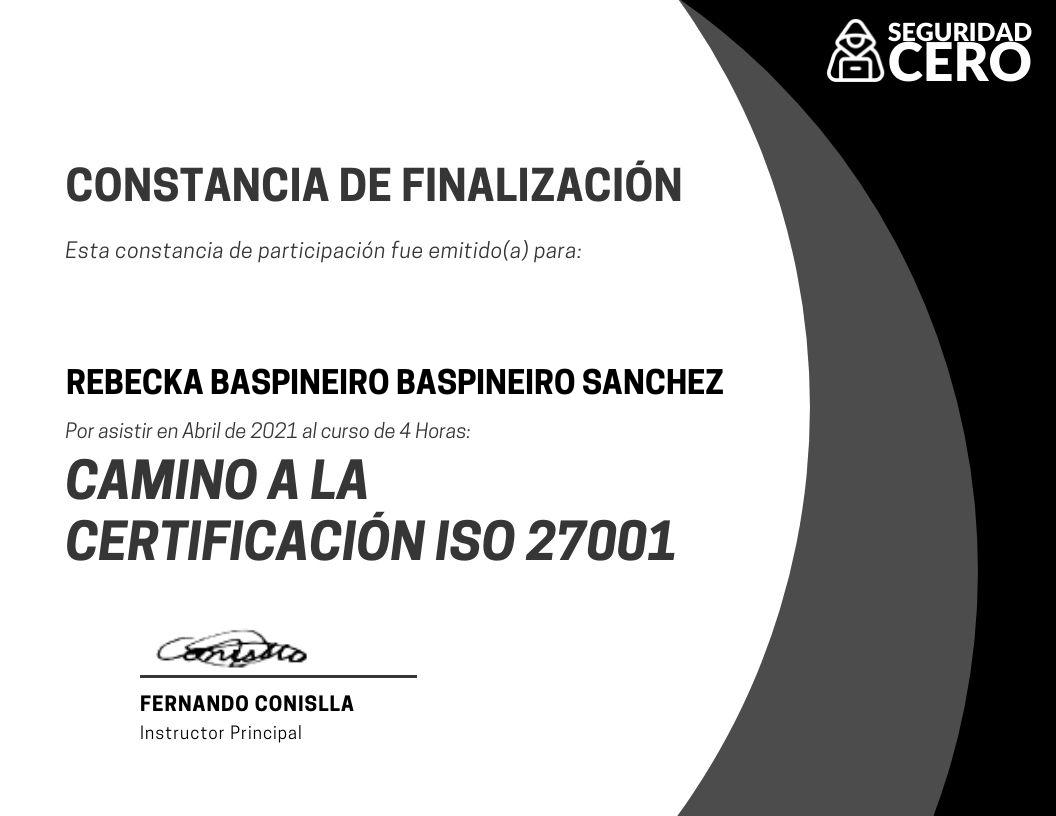 SEGURIDAD
CERO
CONSTANCIA DE FINALIZACIÓN
Esta constancia de participación fue emitido(a) para:
REBECKA BASPINEIRO BASPINEIRO SANCHEZ
Por asistir en Abril de 2021 al curso de 4 Horas:
CAMINO A LA
CERTIFICACIÓN ISO 27001
Conislla
FERNANDO CONISLLA
Instructor Principal